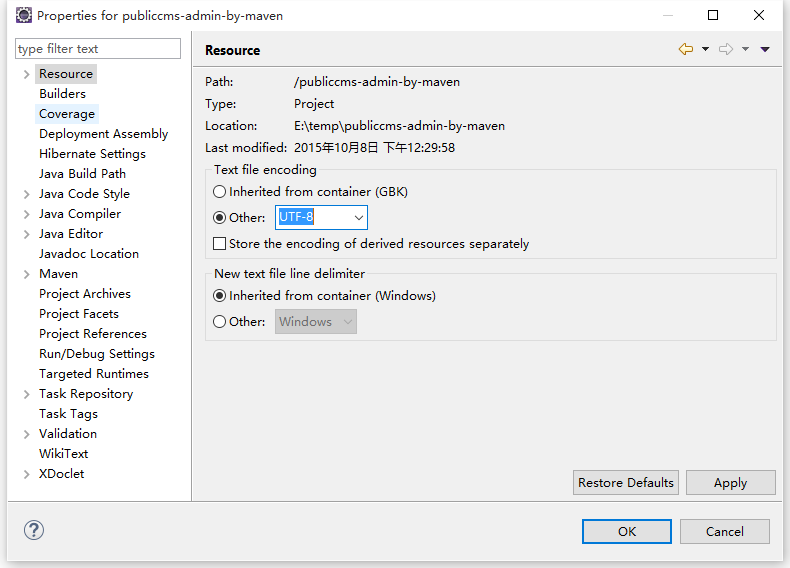 Properties for publiccms-admin-by-maven
type filter text
Resource
Builders
Coverage
Deployment Assembly
Hibernate Settings
Java Build Path
Java Code Style
Java Compiler
Java Editor
Javadoc Location
Maven
Project Archives
Project Facets
Project References
Run/Debug Settings
Targeted Runtimes
Task Repository
Task Tags
Validation
WikiText
XDoclet
Resource
Path: /publiccms-admin-by-maven
Type: Project
Location: E:\temp\publiccms-admin-by-maven
Last modified: 2015年10月8日 下午12:29:58
Text file encoding
Inherited from container (GBK)
Other: UTF-8
Store the encoding of derived resources separately
New text file line delimiter
Inherited from container (Windows)
Other: Windows
Restore Defaults Apply
? OK Cancel